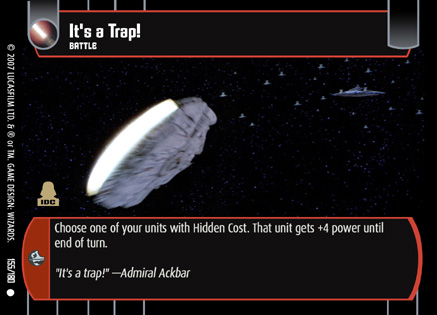 It's a Trap!
BATTLE
© 2007 LUCASFILM LTD. & ® or TM. GAME DESIGN: WIZARDS.
155/180
IDC
Choose one of your units with Hidden Cost. That unit gets +4 power until
end of turn.
"It's a trap!" —Admiral Ackbar